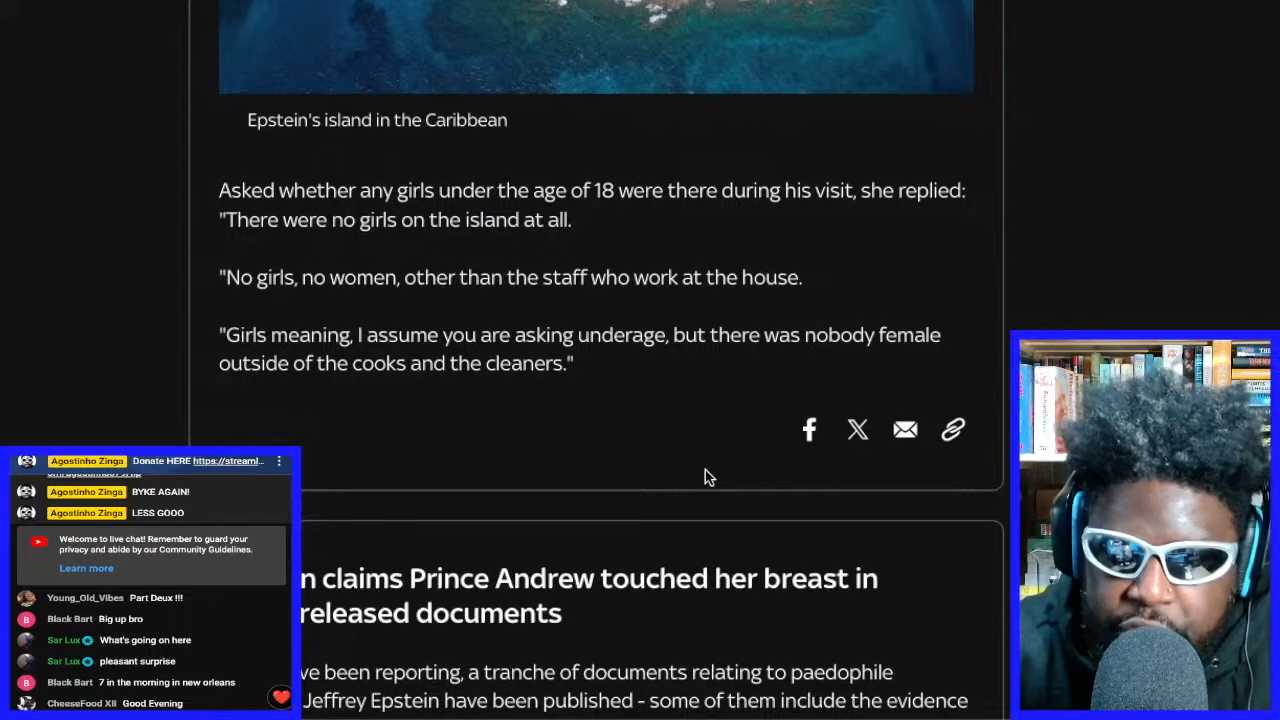 Epstein's island in the Caribbean
Asked whether any girls under the age of 18 were there during his visit, she replied:
"There were no girls on the island at all.
"No girls, no women, other than the staff who work at the house.
"Girls meaning, I assume you are asking underage, but there was nobody female
outside of the cooks and the cleaners."
n claims Prince Andrew touched her breast in
released documents
ve been reporting, a tranche of documents relating to paedophile
Jeffrey Epstein have been published - some of them include the evidence
Agostinho Zinga Donate HERE https://streaml...
Agostinho Zinga BYKE AGAIN!
Agostinho Zinga LESS GOOO
Welcome to live chat! Remember to guard your
privacy and abide by our Community Guidelines.
Learn more
Young_Old_Vibes Part Deux !!!
B Black Bart Big up bro
Sar Lux What's going on here
Sar Lux pleasant surprise
B Black Bart 7 in the morning in new orleans
CheeseFood XII Good Evening